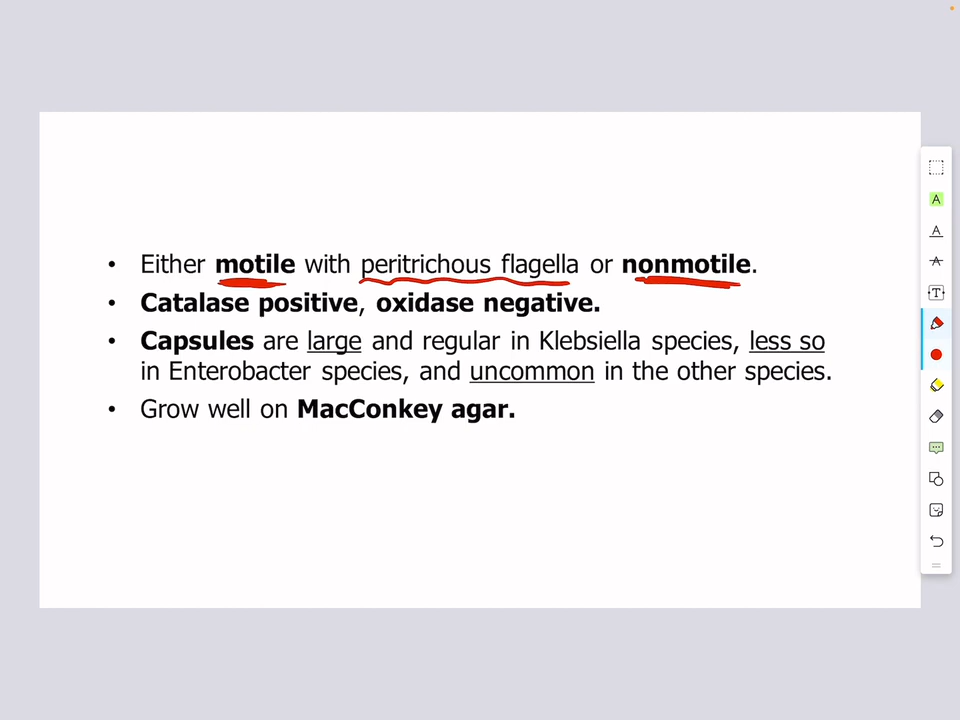 • Either motile with peritrichous flagella or nonmotile.
• Catalase positive, oxidase negative.
• Capsules are large and regular in Klebsiella species, less so
in Enterobacter species, and uncommon in the other species.
• Grow well on MacConkey agar.
A
A
A
T